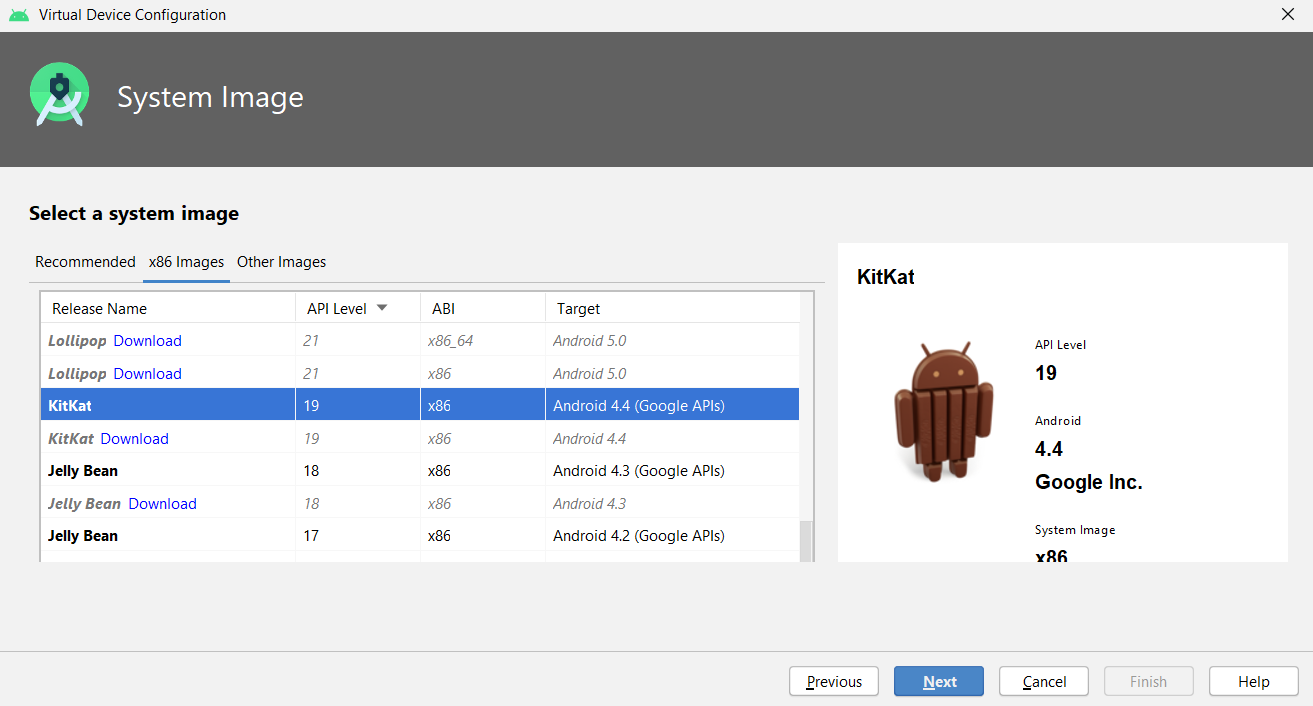 Virtual Device Configuration
System Image
Select a system image
Recommended x86 Images Other Images
Release Name API Level ABI Target
Lollipop Download 21 x86_64 Android 5.0
Lollipop Download 21 x86 Android 5.0
KitKat 19 x86 Android 4.4 (Google APIs)
KitKat Download 19 x86 Android 4.4
Jelly Bean 18 x86 Android 4.3 (Google APIs)
Jelly Bean Download 18 x86 Android 4.3
Jelly Bean 17 x86 Android 4.2 (Google APIs)
KitKat
API Level
19
Android
4.4
Google Inc.
System Image
x86
Previous Next Cancel Finish Help